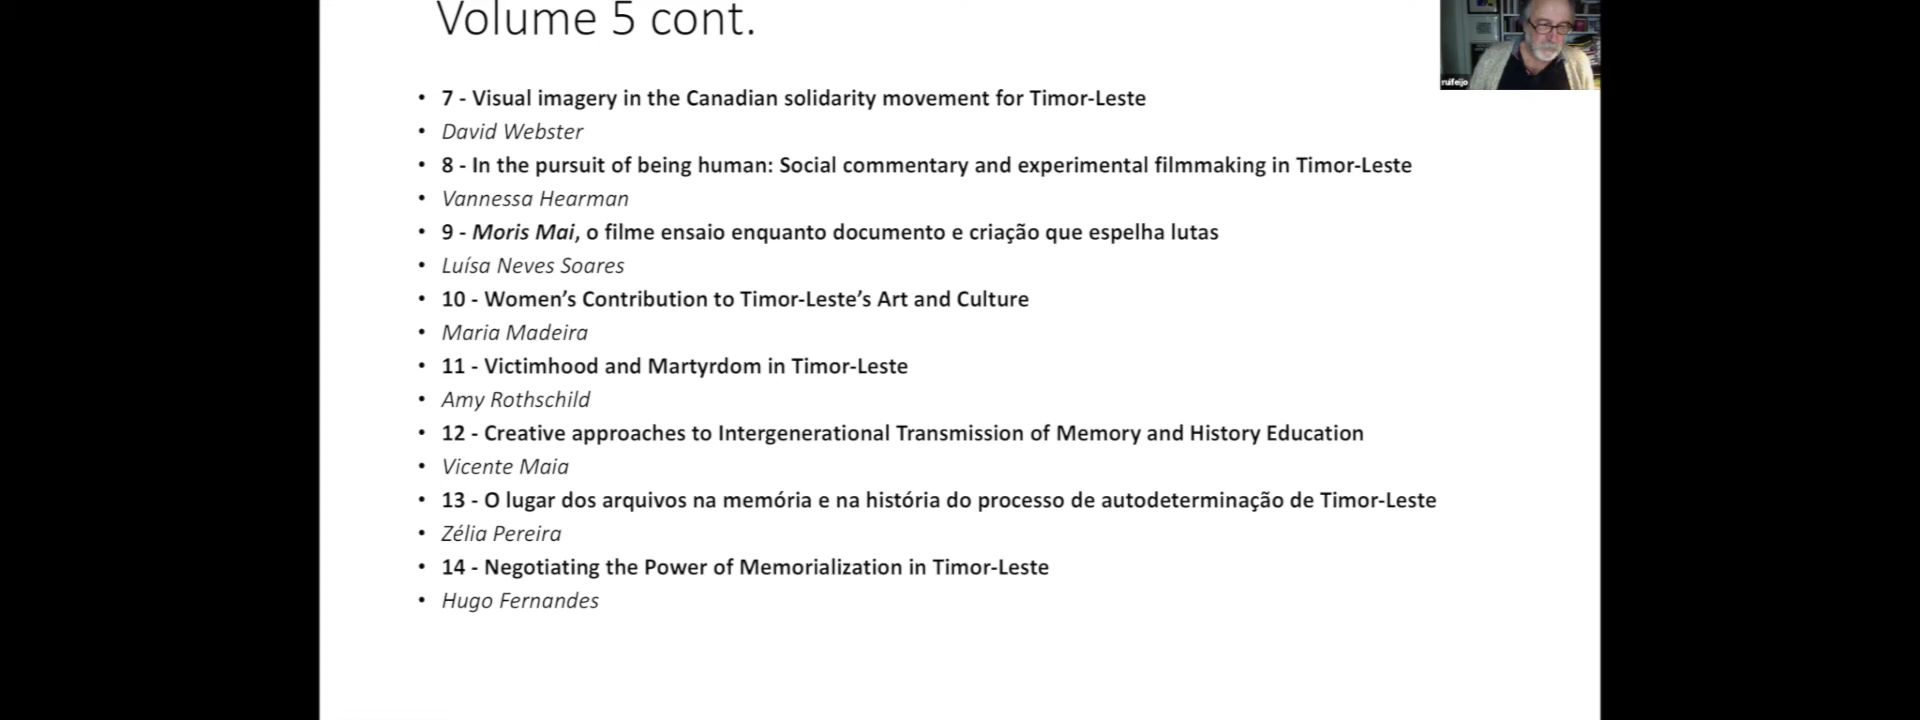 Volume 5 cont.
ruifeijo
• 7 - Visual imagery in the Canadian solidarity movement for Timor-Leste
• David Webster
• 8 - In the pursuit of being human: Social commentary and experimental filmmaking in Timor-Leste
• Vannessa Hearman
• 9 - Moris Mai, o filme ensaio enquanto documento e criação que espelha lutas
• Luísa Neves Soares
• 10 - Women’s Contribution to Timor-Leste’s Art and Culture
• Maria Madeira
• 11 - Victimhood and Martyrdom in Timor-Leste
• Amy Rothschild
• 12 - Creative approaches to Intergenerational Transmission of Memory and History Education
• Vicente Maia
• 13 - O lugar dos arquivos na memória e na história do processo de autodeterminação de Timor-Leste
• Zélia Pereira
• 14 - Negotiating the Power of Memorialization in Timor-Leste
• Hugo Fernandes